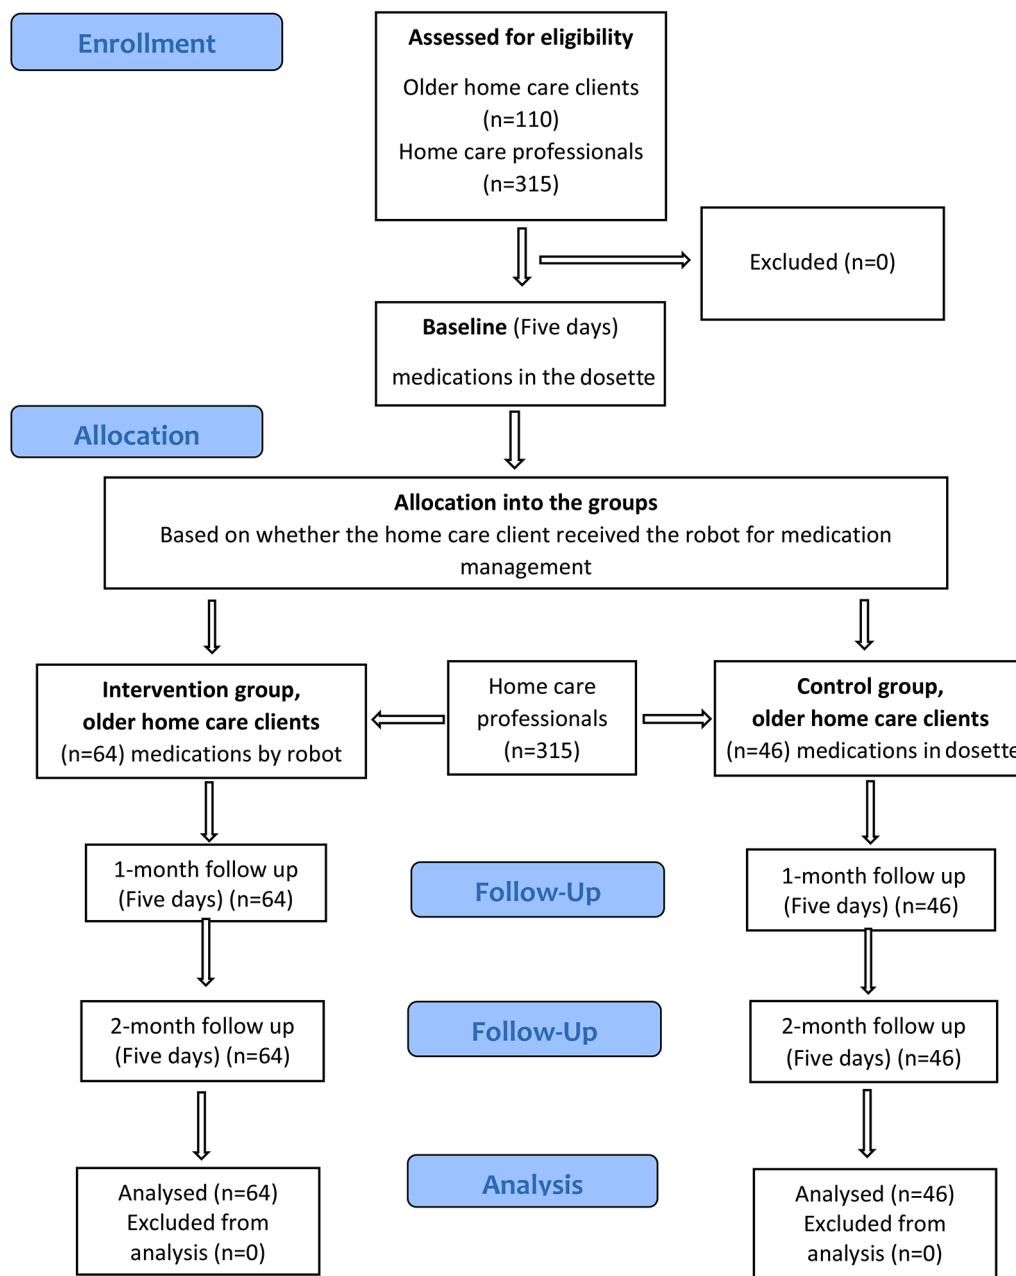 Enrollment
Assessed for eligibility
Older home care clients
(n=110)
Home care professionals
(n=315)
Excluded (n=0)
Baseline (Five days)
medications in the dosette
Allocation
Allocation into the groups
Based on whether the home care client received the robot for medication
management
Intervention group,
older home care clients
(n=64) medications by robot
Home care
professionals
(n=315)
Control group,
older home care clients
(n=46) medications in dosette
1-month follow up
(Five days) (n=64)
Follow-Up
1-month follow up
(Five days) (n=46)
2-month follow up
(Five days) (n=64)
Follow-Up
2-month follow up
(Five days) (n=46)
Analysed (n=64)
Excluded from
analysis (n=0)
Analysis
Analysed (n=46)
Excluded from
analysis (n=0)